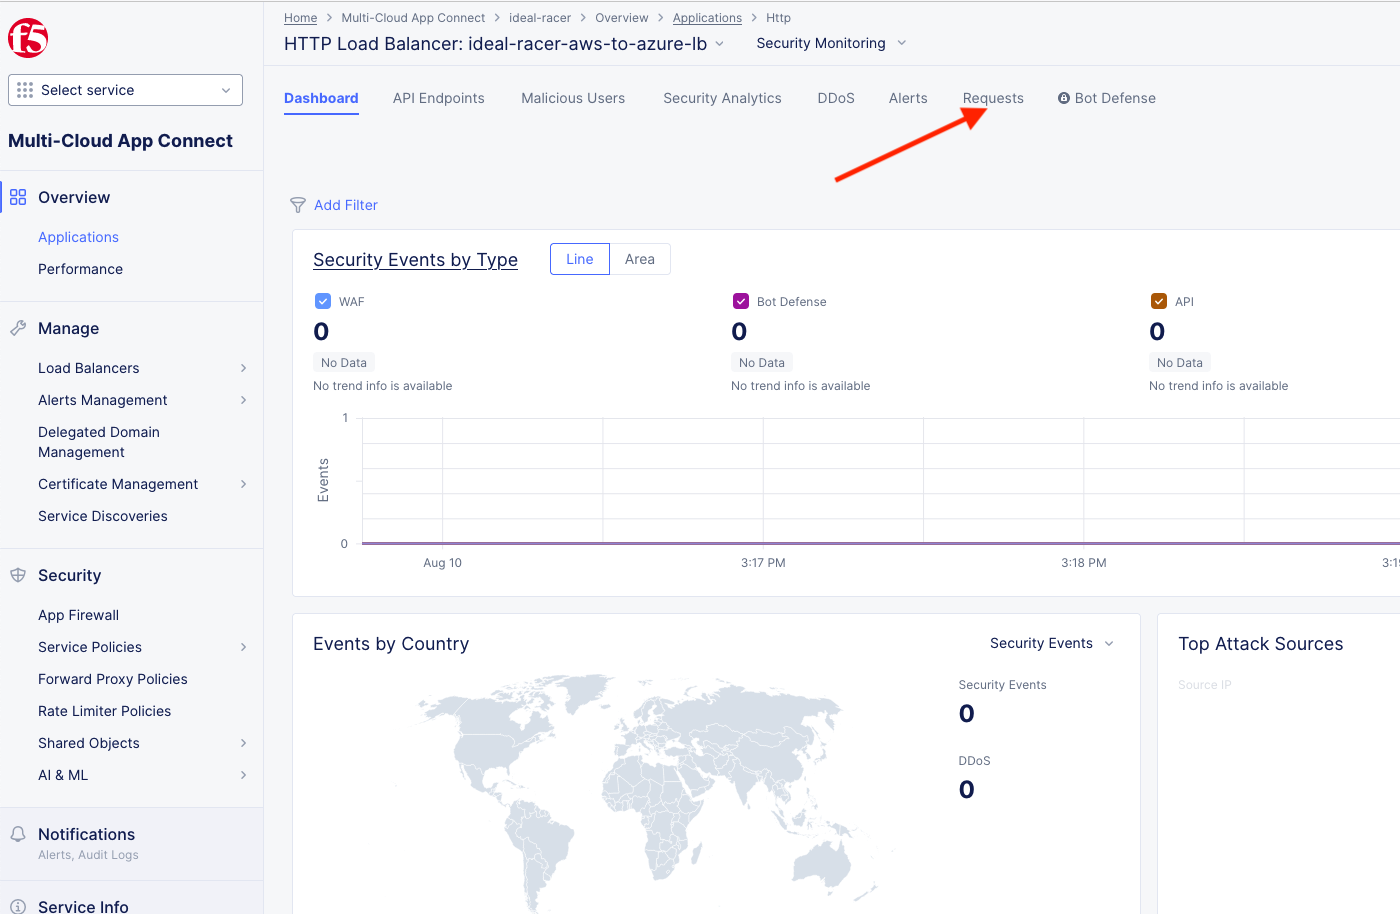 f5
Select service
Multi-Cloud App Connect
Overview
Applications
Performance
Manage
Load Balancers
Alerts Management
Delegated Domain
Management
Certificate Management
Service Discoveries
Security
App Firewall
Service Policies
Forward Proxy Policies
Rate Limiter Policies
Shared Objects
AI & ML
Notifications
Alerts, Audit Logs
Service Info
Home > Multi-Cloud App Connect > ideal-racer > Overview > Applications > Http
HTTP Load Balancer: ideal-racer-aws-to-azure-lb Security Monitoring
Dashboard API Endpoints Malicious Users Security Analytics DDoS Alerts Requests Bot Defense
Add Filter
Security Events by Type Line Area
WAF Bot Defense API
0 0 0
No Data No Data No Data
No trend info is available No trend info is available No trend info is available
1
Events
0
Aug 10 3:17 PM 3:18 PM 3:19
Events by Country Security Events
Security Events
0
DDoS
0
Top Attack Sources
Source IP